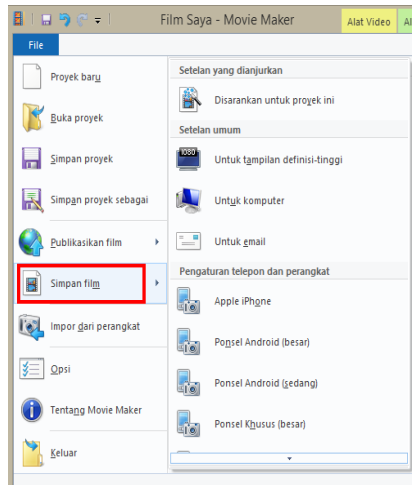 Film Saya - Movie Maker
Alat Video
Al
File
Proyek baru
Buka proyek
Simpan proyek
Simpan proyek sebagai
Publikasikan film
Simpan film
Impor dari perangkat
Opsi
Tentang Movie Maker
Keluar
Setelan yang dianjurkan
Disarankan untuk proyek ini
Setelan umum
1080
Untuk tampilan definisi-tinggi
Untuk komputer
Untuk email
Pengaturan telepon dan perangkat
Apple iPhone
Ponsel Android (besar)
Ponsel Android (sedang)
Ponsel Khusus (besar)